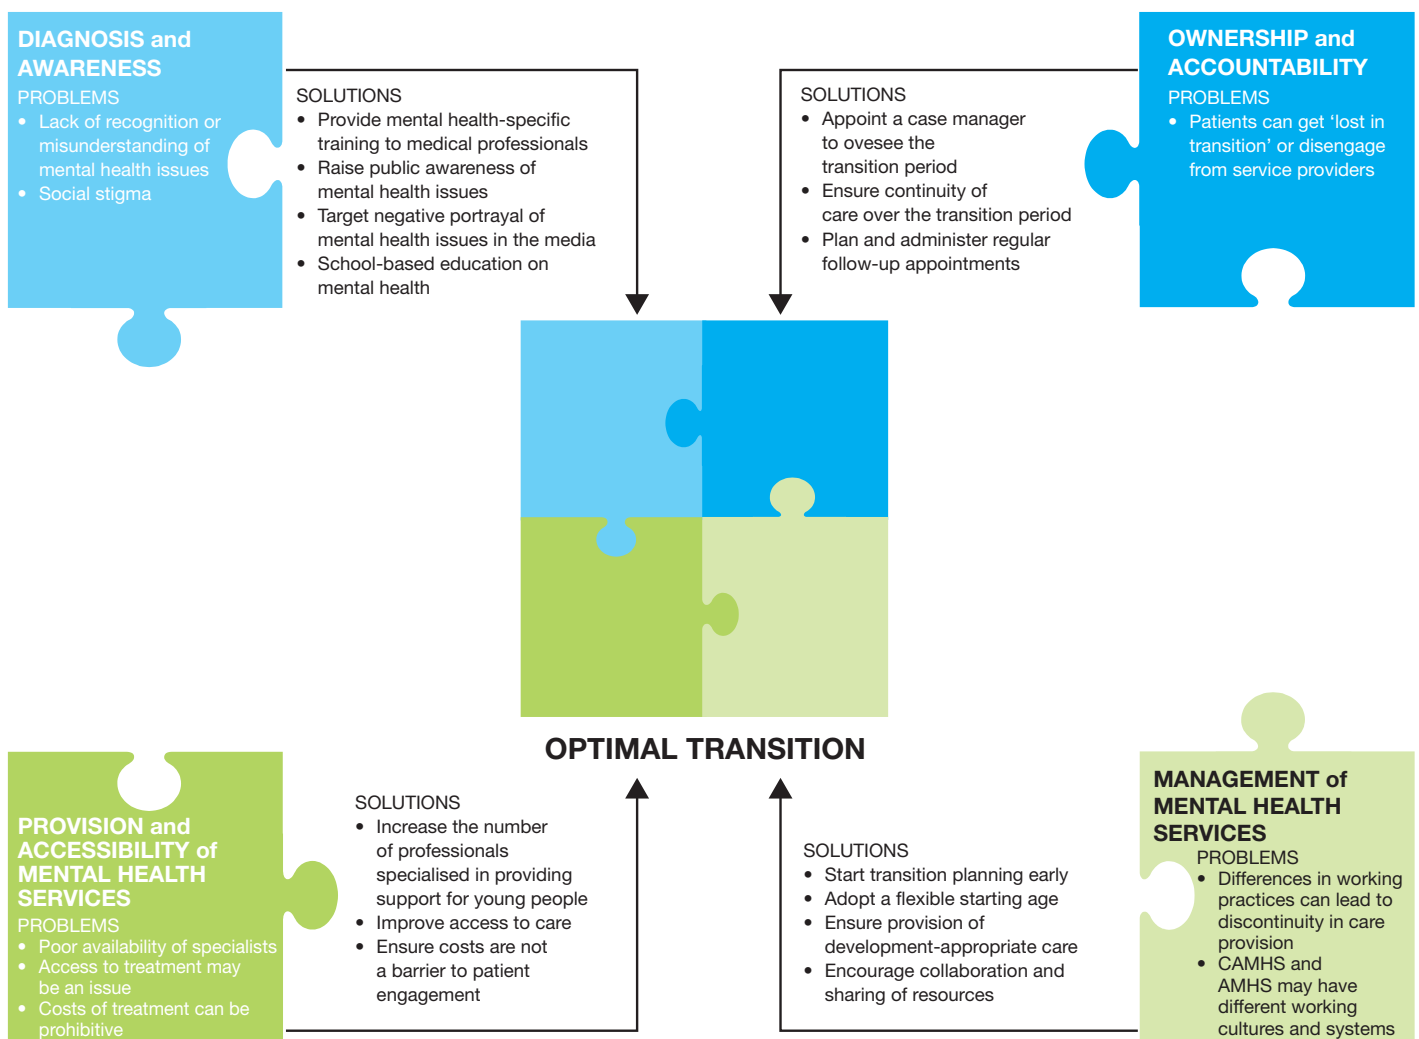 DIAGNOSIS and
AWARENESS
PROBLEMS
• Lack of recognition or
misunderstanding of
mental health issues
• Social stigma
SOLUTIONS
• Provide mental health-specific
training to medical professionals
• Raise public awareness of
mental health issues
• Target negative portrayal of
mental health issues in the media
• School-based education on
mental health
SOLUTIONS
• Appoint a case manager
to ovesee the
transition period
• Ensure continuity of
care over the transition period
• Plan and administer regular
follow-up appointments
OWNERSHIP and
ACCOUNTABILITY
PROBLEMS
• Patients can get ‘lost in
transition’ or disengage
from service providers
OPTIMAL TRANSITION
PROVISION and
ACCESSIBILITY of
MENTAL HEALTH
SERVICES
PROBLEMS
• Poor availability of specialists
• Access to treatment may
be an issue
• Costs of treatment can be
prohibitive
SOLUTIONS
• Increase the number
of professionals
specialised in providing
support for young people
• Improve access to care
• Ensure costs are not
a barrier to patient
engagement
SOLUTIONS
• Start transition planning early
• Adopt a flexible starting age
• Ensure provision of
development-appropriate care
• Encourage collaboration and
sharing of resources
MANAGEMENT of
MENTAL HEALTH
SERVICES
PROBLEMS
• Differences in working
practices can lead to
discontinuity in care
provision
• CAMHS and
AMHS may have
different working
cultures and systems